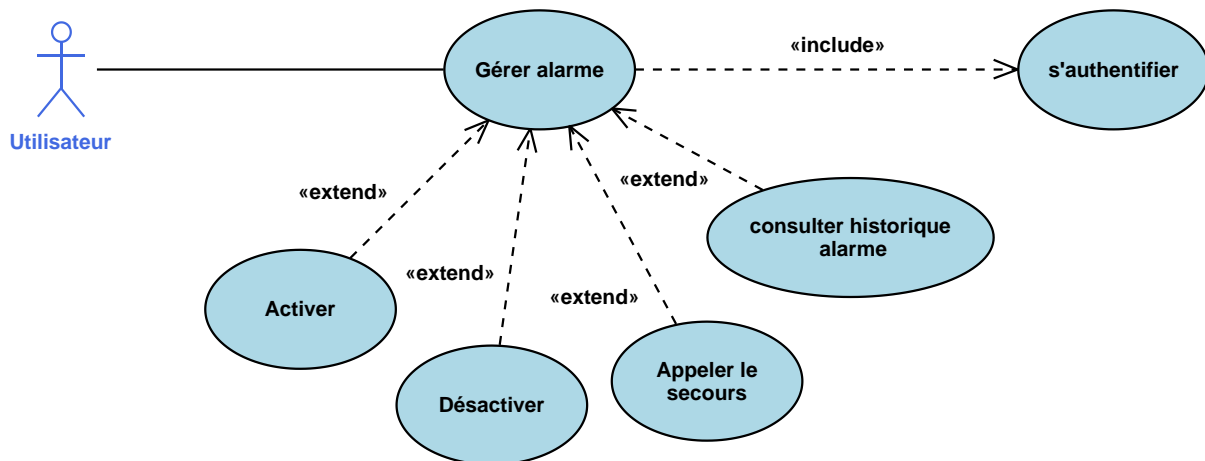 Gérer alarme
«include»
s'authentifier
Utilisateur
«extend»
«extend»
«extend»
«extend»
consulter historique
alarme
Activer
Désactiver
Appeler le
secours